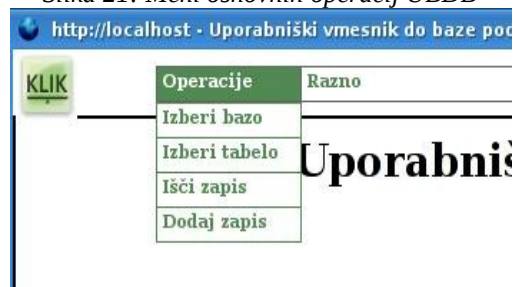 Slika 21: Meni osnovnih operacij UBDB
http://localhost - Uporabniški vmesnik do baze pod
KLIK
Operacije Razno
Izberi bazo
Izberi tabelo
Uporabniš
Išči zapis
Dodaj zapis